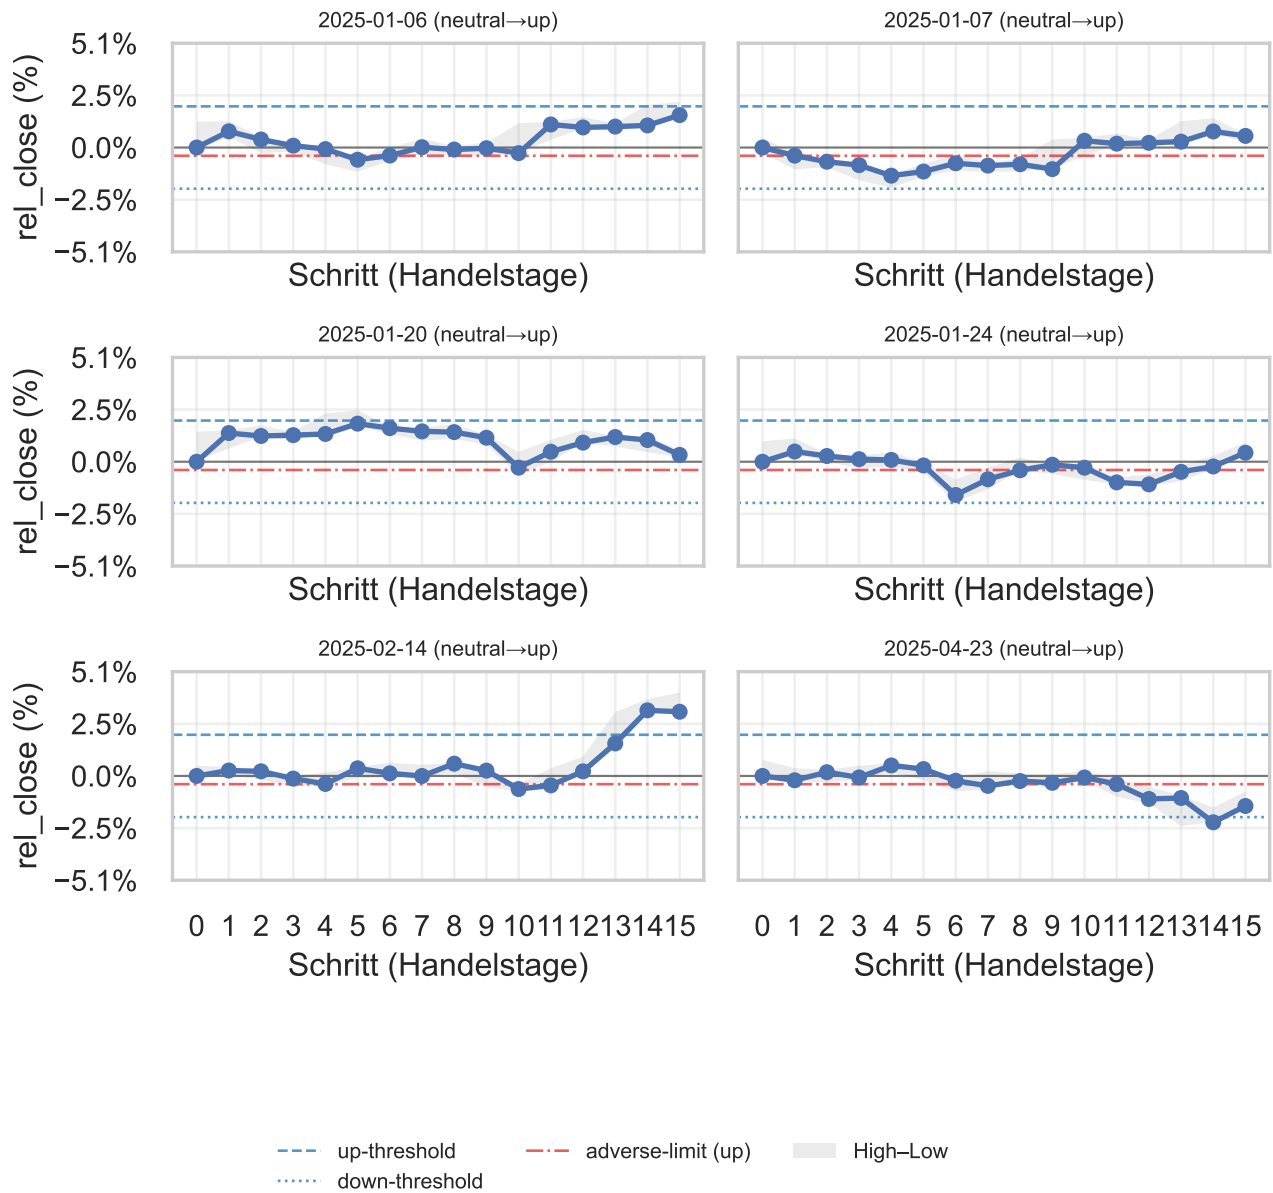 2025-01-06 (neutral→up)
2025-01-07 (neutral→up)
rel_close (%)
5.1%
2.5%
0.0%
−2.5%
−5.1%
Schritt (Handelstage)
Schritt (Handelstage)
2025-01-20 (neutral→up)
2025-01-24 (neutral→up)
rel_close (%)
5.1%
2.5%
0.0%
−2.5%
−5.1%
Schritt (Handelstage)
Schritt (Handelstage)
2025-02-14 (neutral→up)
2025-04-23 (neutral→up)
rel_close (%)
5.1%
2.5%
0.0%
−2.5%
−5.1%
0 1 2 3 4 5 6 7 8 9 10 11 12 13 14 15
0 1 2 3 4 5 6 7 8 9 10 11 12 13 14 15
Schritt (Handelstage)
Schritt (Handelstage)
up-threshold
adverse-limit (up)
High–Low
down-threshold